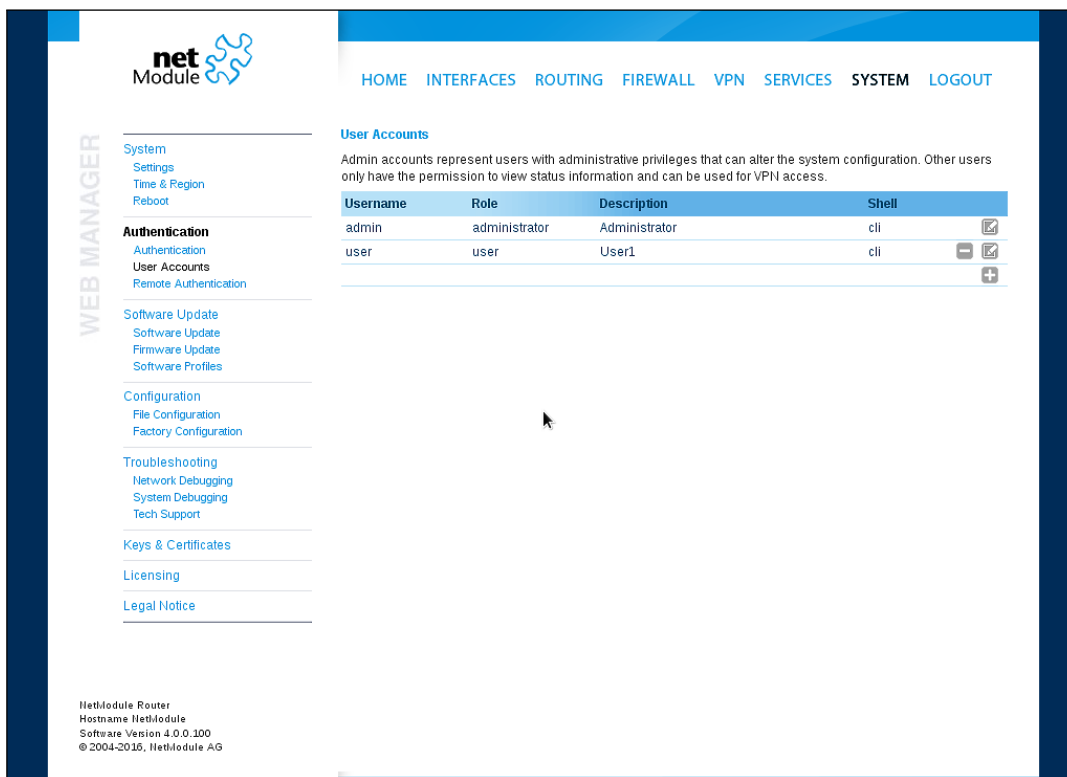 net
Module
HOME INTERFACES ROUTING FIREWALL VPN SERVICES SYSTEM LOGOUT
WEB MANAGER
System
Settings
Time & Region
Reboot
Authentication
Authentication
User Accounts
Remote Authentication
Software Update
Software Update
Firmware Update
Software Profiles
Configuration
File Configuration
Factory Configuration
Troubleshooting
Network Debugging
System Debugging
Tech Support
Keys & Certificates
Licensing
Legal Notice
User Accounts
Admin accounts represent users with administrative privileges that can alter the system configuration. Other users
only have the permission to view status information and can be used for VPN access.
Username Role Description Shell
admin administrator Administrator cli
user user User1 cli
NetModule Router
Hostname NetModule
Software Version 4.0.0.100
© 2004-2016, NetModule AG